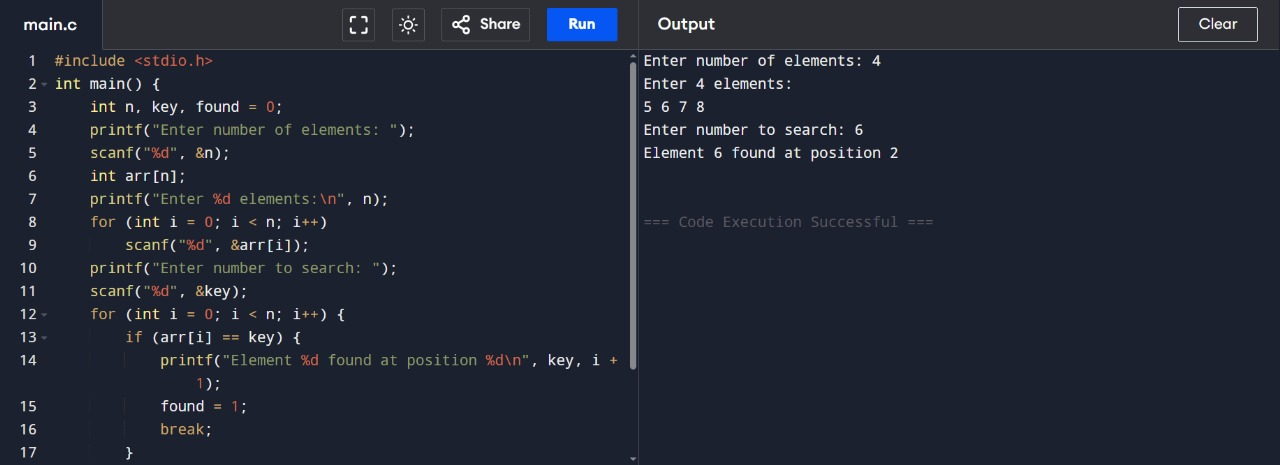 main.c
Share
Run
Output
Clear
1 #include <stdio.h>
2 int main() {
3 int n, key, found = 0;
4 printf("Enter number of elements: ");
5 scanf("%d", &n);
6 int arr[n];
7 printf("Enter %d elements:\n", n);
8 for (int i = 0; i < n; i++)
9 scanf("%d", &arr[i]);
10 printf("Enter number to search: ");
11 scanf("%d", &key);
12 for (int i = 0; i < n; i++) {
13 if (arr[i] == key) {
14 printf("Element %d found at position %d\n", key, i +
1);
15 found = 1;
16 break;
17 }
Enter number of elements: 4
Enter 4 elements:
5 6 7 8
Enter number to search: 6
Element 6 found at position 2
=== Code Execution Successful ===